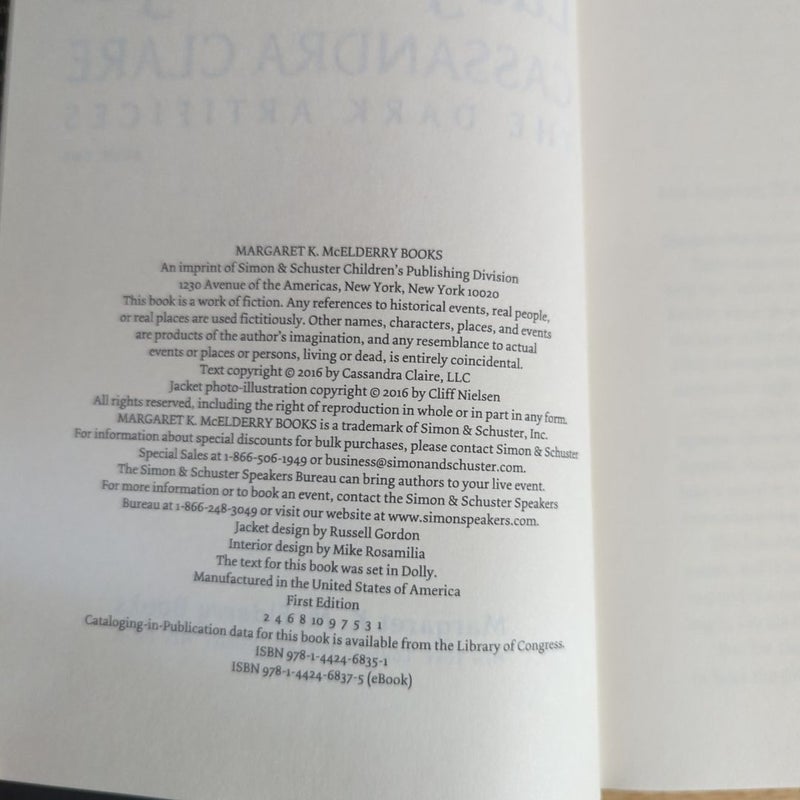 CASSANDRA CLARE
THE DARK ARTIFICES
MARGARET K. McELDERRY BOOKS
An imprint of Simon & Schuster Children's Publishing Division
1230 Avenue of the Americas, New York, New York 10020
This book is a work of fiction. Any references to historical events, real people,
or real places are used fictitiously. Other names, characters, places, and events
are products of the author's imagination, and any resemblance to actual
events or places or persons, living or dead, is entirely coincidental.
Text copyright © 2016 by Cassandra Claire, LLC
Jacket photo-illustration copyright © 2016 by Cliff Nielsen
All rights reserved, including the right of reproduction in whole or in part in any form.
MARGARET K. McELDERRY BOOKS is a trademark of Simon & Schuster, Inc.
For information about special discounts for bulk purchases, please contact Simon & Schuster
Special Sales at 1-866-506-1949 or business@simonandschuster.com.
The Simon & Schuster Speakers Bureau can bring authors to your live event.
For more information or to book an event, contact the Simon & Schuster Speakers
Bureau at 1-866-248-3049 or visit our website at www.simonspeakers.com.
Jacket design by Russell Gordon
Interior design by Mike Rosamilia
The text for this book was set in Dolly.
Manufactured in the United States of America
First Edition
2 4 6 8 10 9 7 5 3 1
Cataloging-in-Publication data for this book is available from the Library of Congress.
ISBN 978-1-4424-6835-1
ISBN 978-1-4424-6837-5 (eBook)